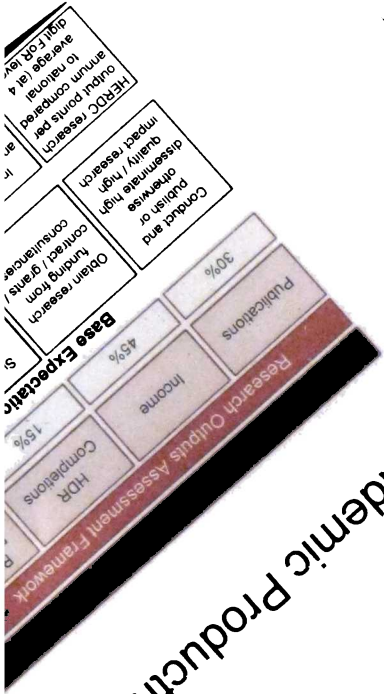 demic Product
Research Outputs Assessment Framework
Publications
Income
HDR
Completions
30%
45%
15%
Base Expectatio
Conduct and
publish or
otherwise
disseminate high
quality / high
impact research
Obtain research
funding from
contract / grants /
consultancies
HERDC research
output points per
annum compared
to national
average (at 4
digit FoR leve